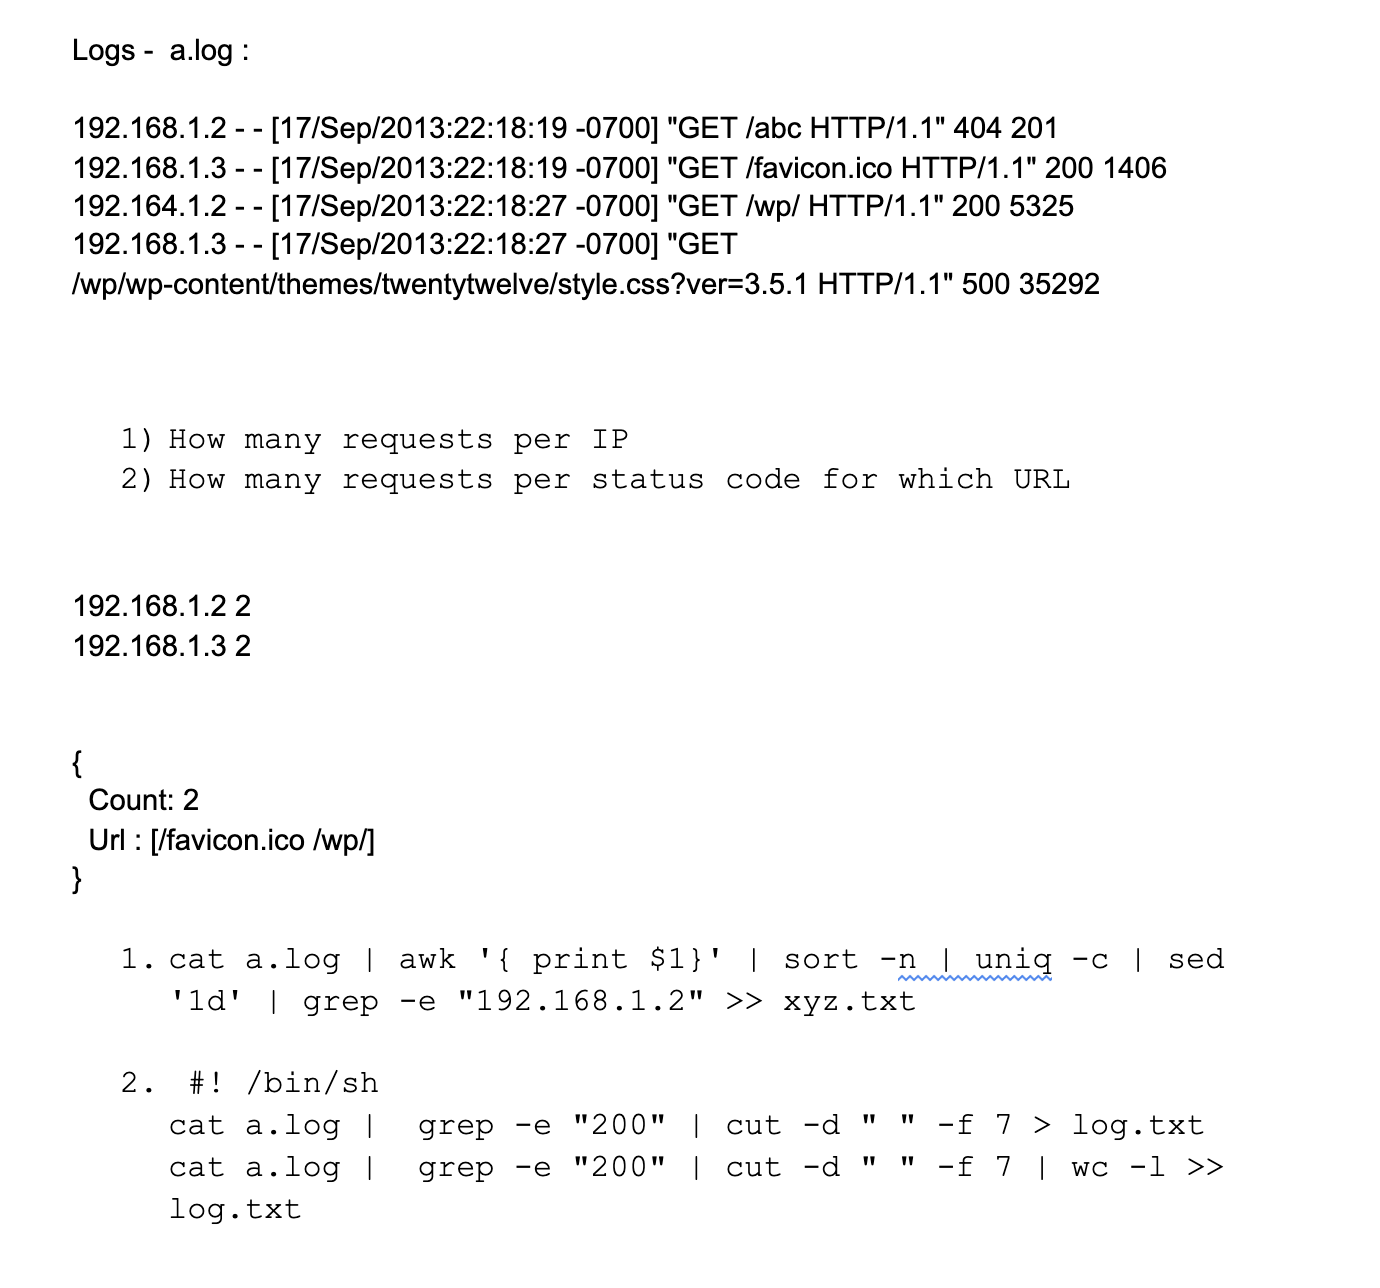 Logs -  a.log :
192.168.1.2 - - [17/Sep/2013:22:18:19 -0700] "GET /abc HTTP/1.1" 404 201
192.168.1.3 - - [17/Sep/2013:22:18:19 -0700] "GET /favicon.ico HTTP/1.1" 200 1406
192.164.1.2 - - [17/Sep/2013:22:18:27 -0700] "GET /wp/ HTTP/1.1" 200 5325
192.168.1.3 - - [17/Sep/2013:22:18:27 -0700] "GET
/wp/wp-content/themes/twentytwelve/style.css?ver=3.5.1 HTTP/1.1" 500 35292
1) How many requests per IP
2) How many requests per status code for which URL
192.168.1.2 2
192.168.1.3 2
{
Count: 2
Url : [/favicon.ico /wp/]
}
1. cat a.log | awk '{ print $1}' | sort -n | uniq -c | sed
'1d' | grep -e "192.168.1.2" >> xyz.txt
2.  #! /bin/sh
cat a.log |  grep -e "200" | cut -d " " -f 7 > log.txt
cat a.log |  grep -e "200" | cut -d " " -f 7 | wc -l >>
log.txt